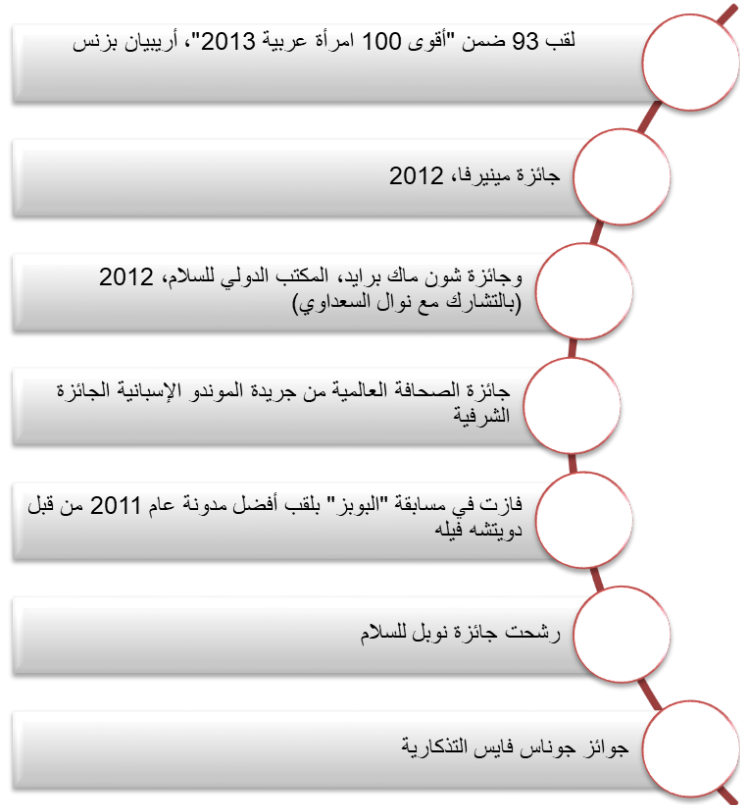 لقب 93 ضمن "أقوى 100 امرأة عربية 2013"، أريبيان بزنس
جائزة مينيرفا، 2012
وجائزة شون ماك برايد، المكتب الدولي للسلام، 2012
(بالتشارك مع نوال السعداوي)
جائزة الصحافة العالمية من جريدة الموندو الإسبانية الجائزة
الشرفية
فازت في مسابقة "البوبز" بلقب أفضل مدونة عام 2011 من قبل
دويتشه فيله
رشحت جائزة نوبل للسلام
جوائز جوناس فايس التذكارية